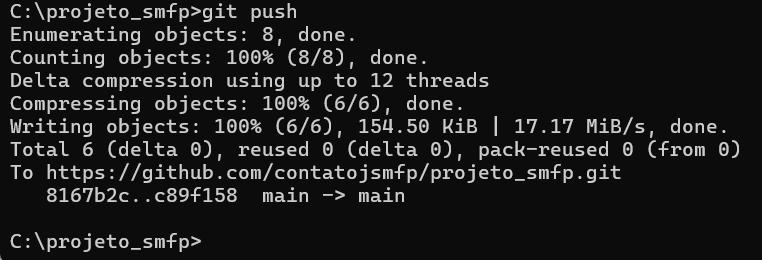 C:\projeto_smfp>git push
Enumerating objects: 8, done.
Counting objects: 100% (8/8), done.
Delta compression using up to 12 threads
Compressing objects: 100% (6/6), done.
Writing objects: 100% (6/6), 154.50 KiB | 17.17 MiB/s, done.
Total 6 (delta 0), reused 0 (delta 0), pack-reused 0 (from 0)
To https://github.com/contatojsmfp/projeto_smfp.git
   8167b2c..c89f158  main -> main
C:\projeto_smfp>